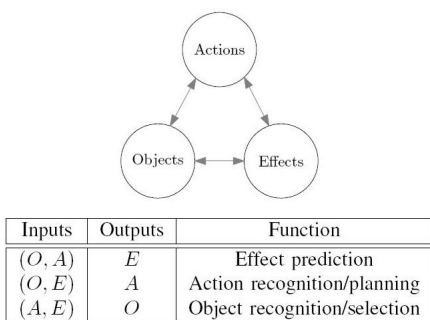 Actions
Objects Effects
Inputs Outputs Function
(O, A) E Effect prediction
(O, E) A Action recognition/planning
(A, E) O Object recognition/selection